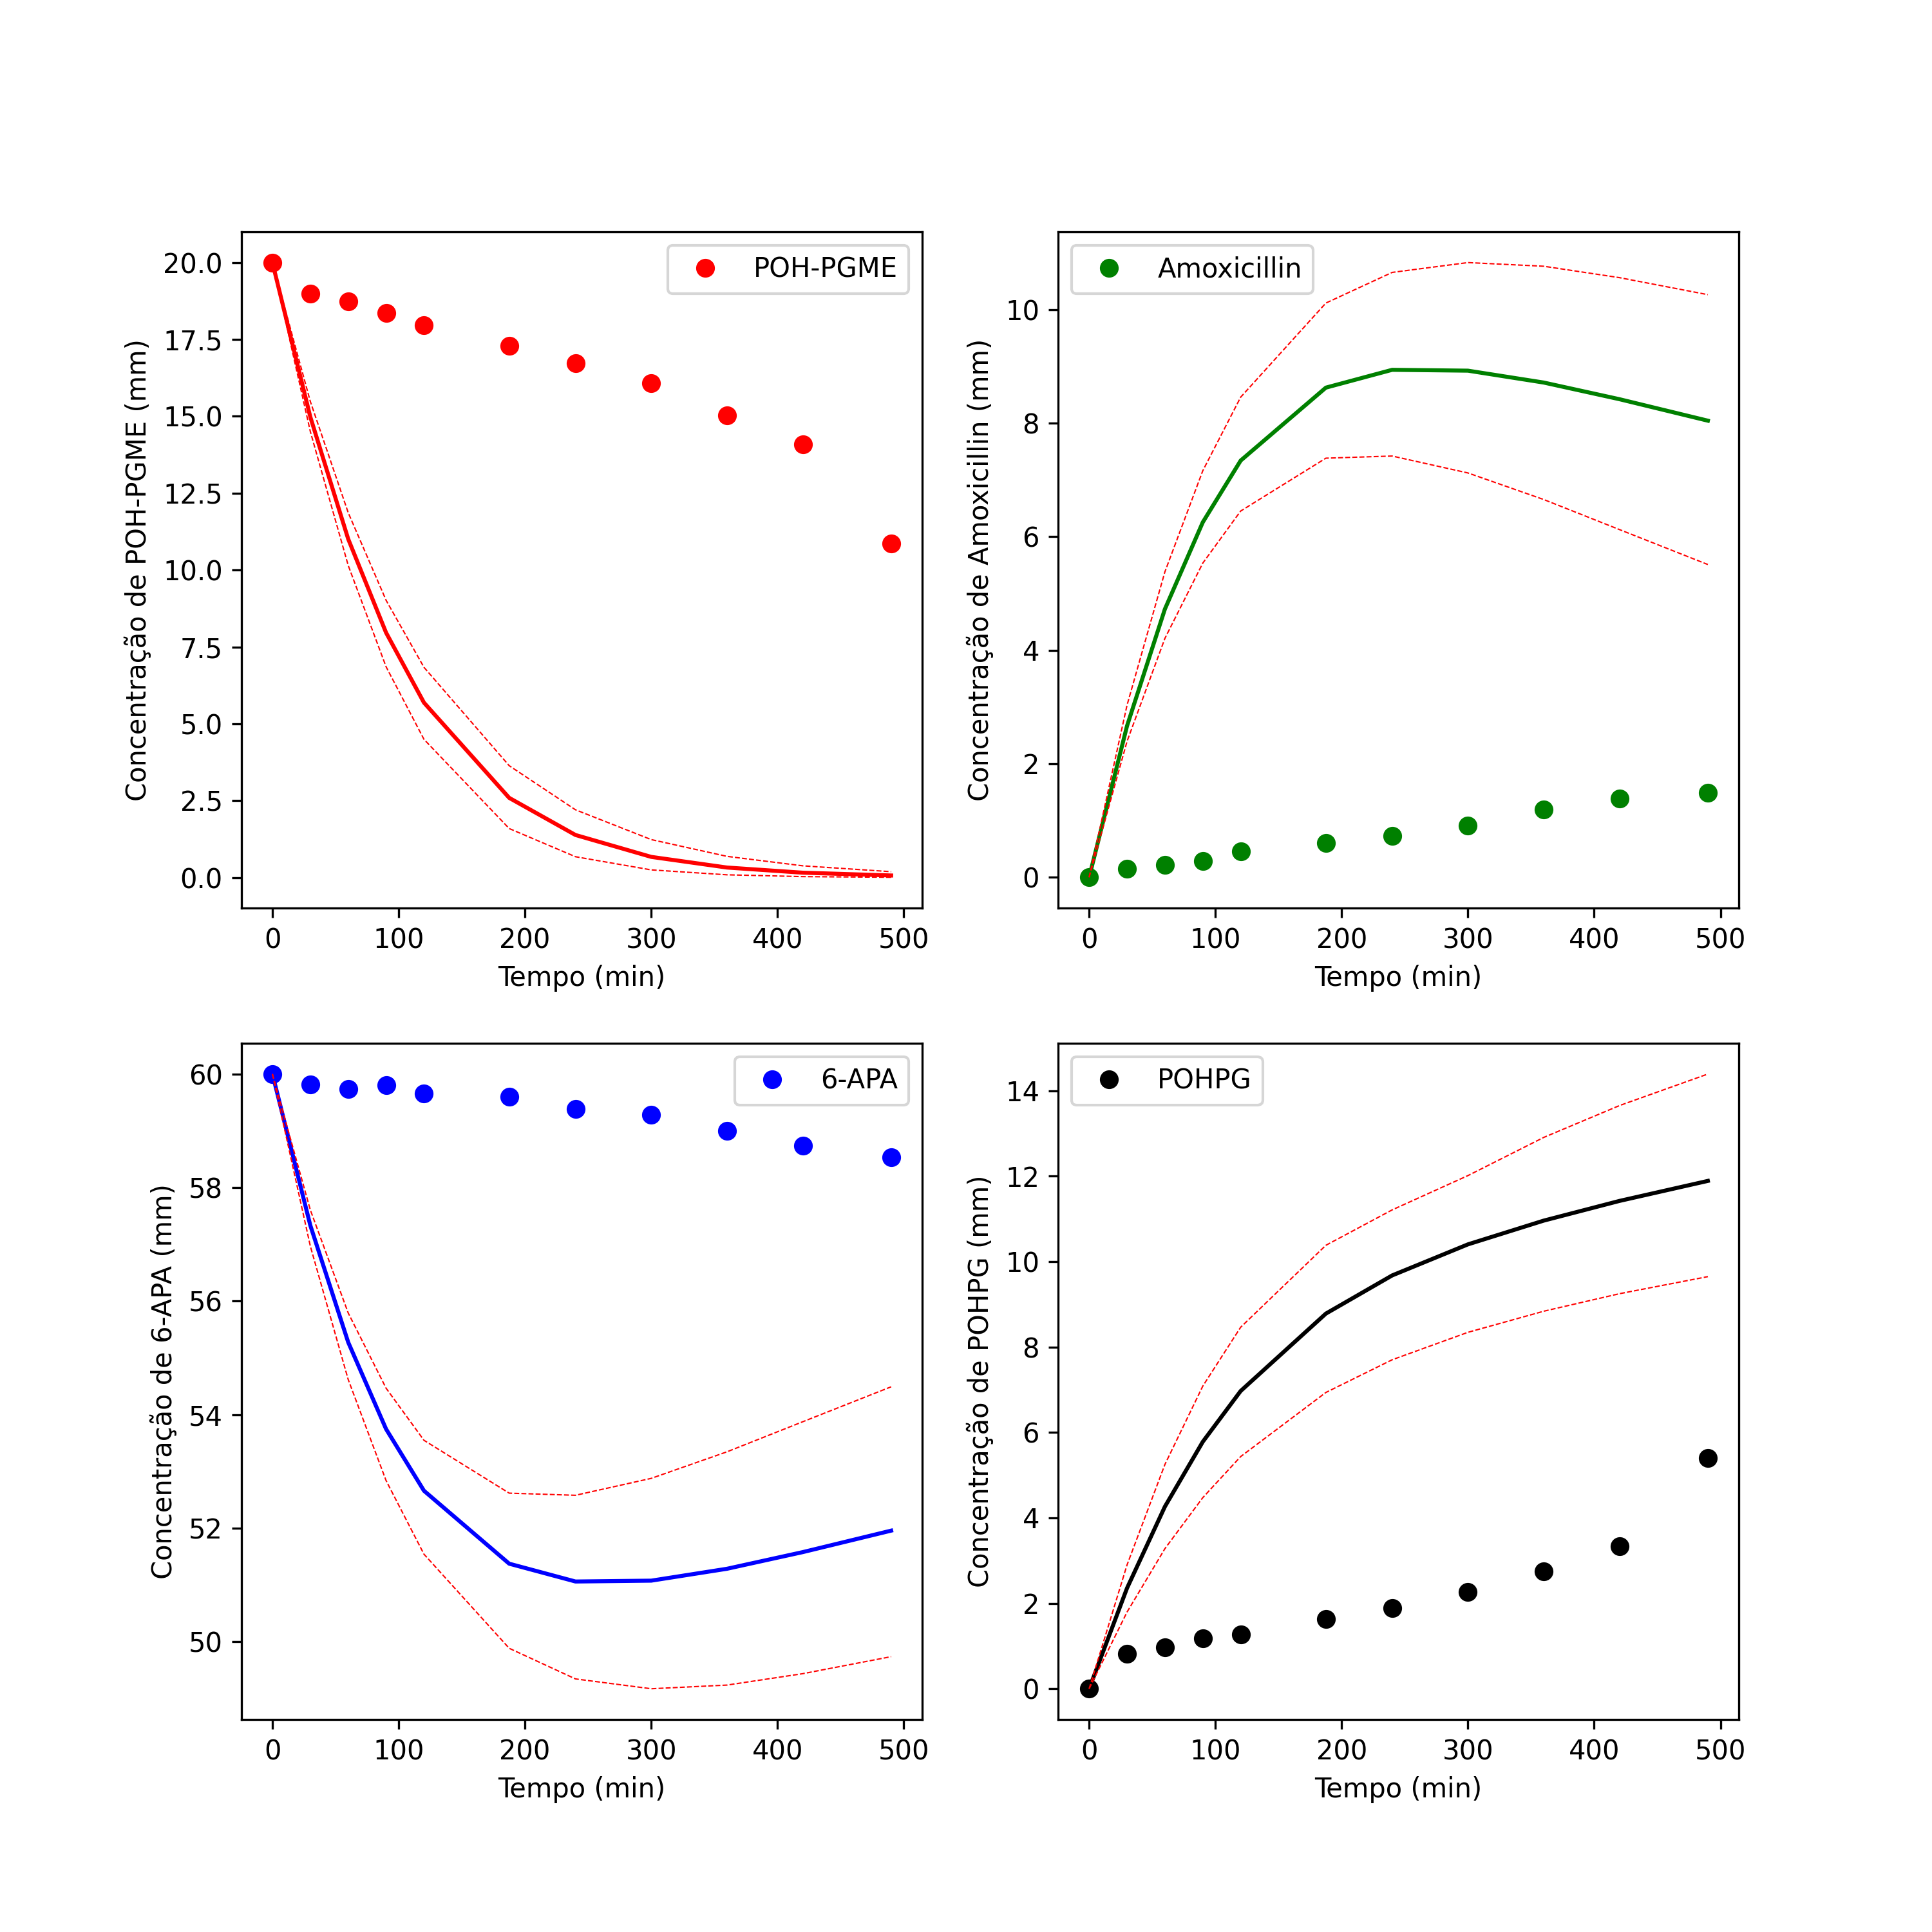 POH-PGME
20.0
17.5
15.0
12.5
10.0
7.5
5.0
2.5
0.0
Concentração de POH-PGME (mm)
0 100 200 300 400 500
Tempo (min)
Amoxicillin
10
8
6
4
2
0
Concentração de Amoxicillin (mm)
0 100 200 300 400 500
Tempo (min)
6-APA
60
58
56
54
52
50
Concentração de 6-APA (mm)
0 100 200 300 400 500
Tempo (min)
POHPG
14
12
10
8
6
4
2
0
Concentração de POHPG (mm)
0 100 200 300 400 500
Tempo (min)